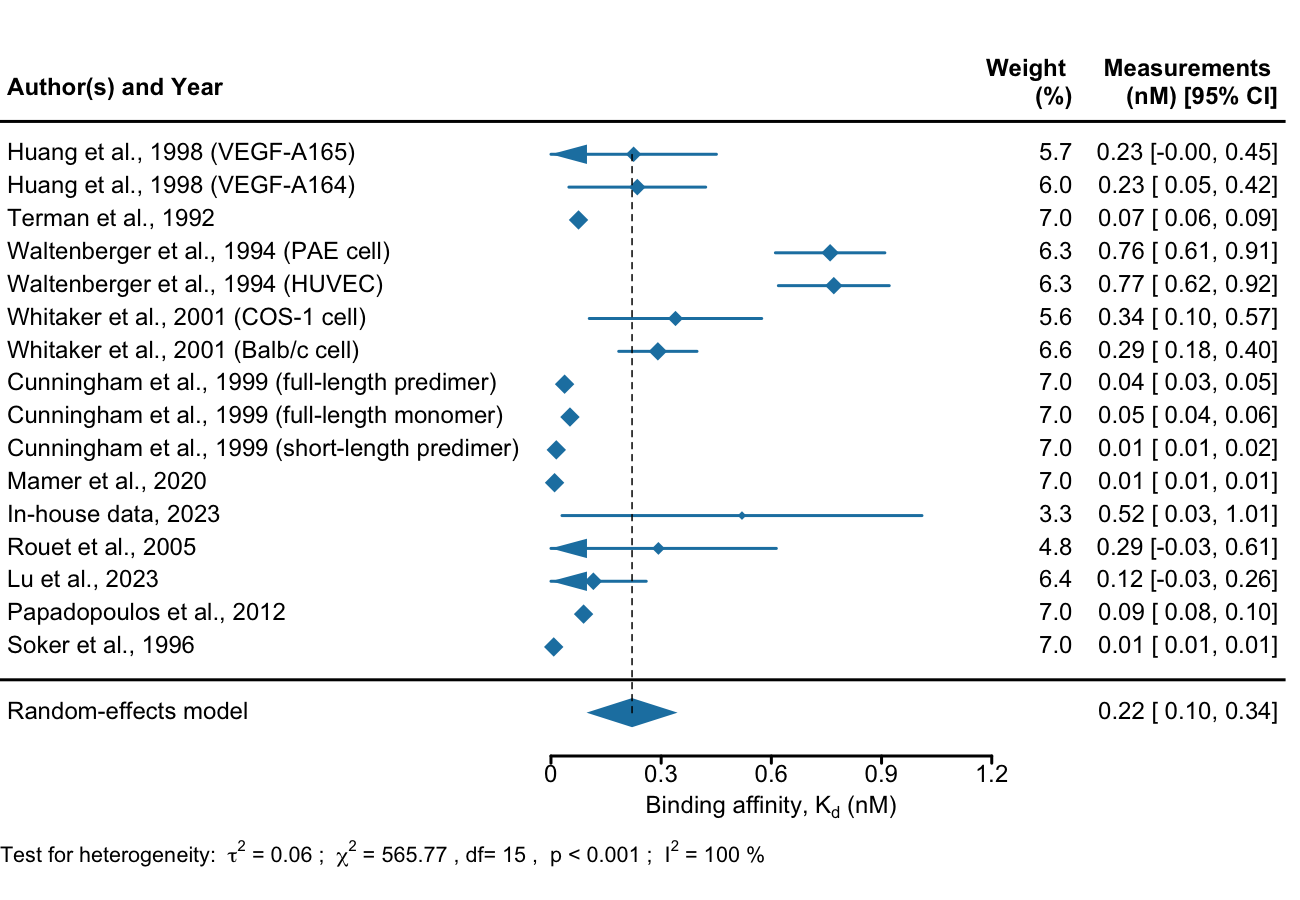 Author(s) and Year Weight (%) Measurements (nM) [95% CI]
Huang et al., 1998 (VEGF-A165) 5.7 0.23 [-0.00, 0.45]
Huang et al., 1998 (VEGF-A164) 6.0 0.23 [ 0.05, 0.42]
Terman et al., 1992 7.0 0.07 [ 0.06, 0.09]
Waltenberger et al., 1994 (PAE cell) 6.3 0.76 [ 0.61, 0.91]
Waltenberger et al., 1994 (HUVEC) 6.3 0.77 [ 0.62, 0.92]
Whitaker et al., 2001 (COS-1 cell) 5.6 0.34 [ 0.10, 0.57]
Whitaker et al., 2001 (Balb/c cell) 6.6 0.29 [ 0.18, 0.40]
Cunningham et al., 1999 (full-length predimer) 7.0 0.04 [ 0.03, 0.05]
Cunningham et al., 1999 (full-length monomer) 7.0 0.05 [ 0.04, 0.06]
Cunningham et al., 1999 (short-length predimer) 7.0 0.01 [ 0.01, 0.02]
Mamer et al., 2020 7.0 0.01 [ 0.01, 0.01]
In-house data, 2023 3.3 0.52 [ 0.03, 1.01]
Rouet et al., 2005 4.8 0.29 [-0.03, 0.61]
Lu et al., 2023 6.4 0.12 [-0.03, 0.26]
Papadopoulos et al., 2012 7.0 0.09 [ 0.08, 0.10]
Soker et al., 1996 7.0 0.01 [ 0.01, 0.01]
Random-effects model 0.22 [ 0.10, 0.34]
0 0.3 0.6 0.9 1.2
Binding affinity, K_d (nM)
Test for heterogeneity: τ² = 0.06 ; χ² = 565.77 , df= 15 , p < 0.001 ; I² = 100 %